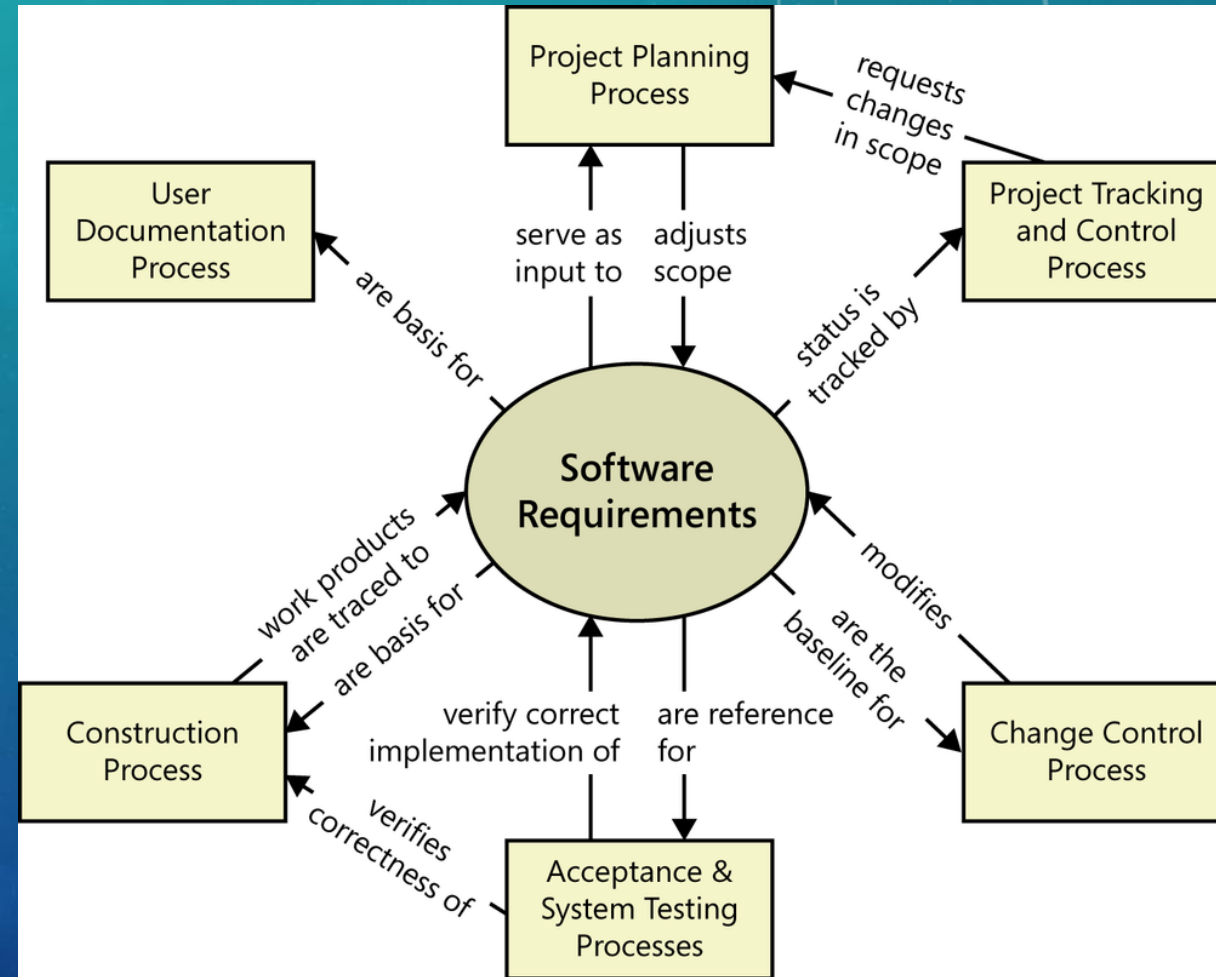 Project Planning
Process
requests
changes
in scope
User
Documentation
Process
Project Tracking
and Control
Process
serve as
input to
adjusts
scope
are basis for
status is
tracked by
Software
Requirements
work products
are traced to
are basis for
modifies
are the
baseline for
verify correct
implementation of
are reference
for
Construction
Process
Change Control
Process
verifies
correctness of
Acceptance &
System Testing
Processes